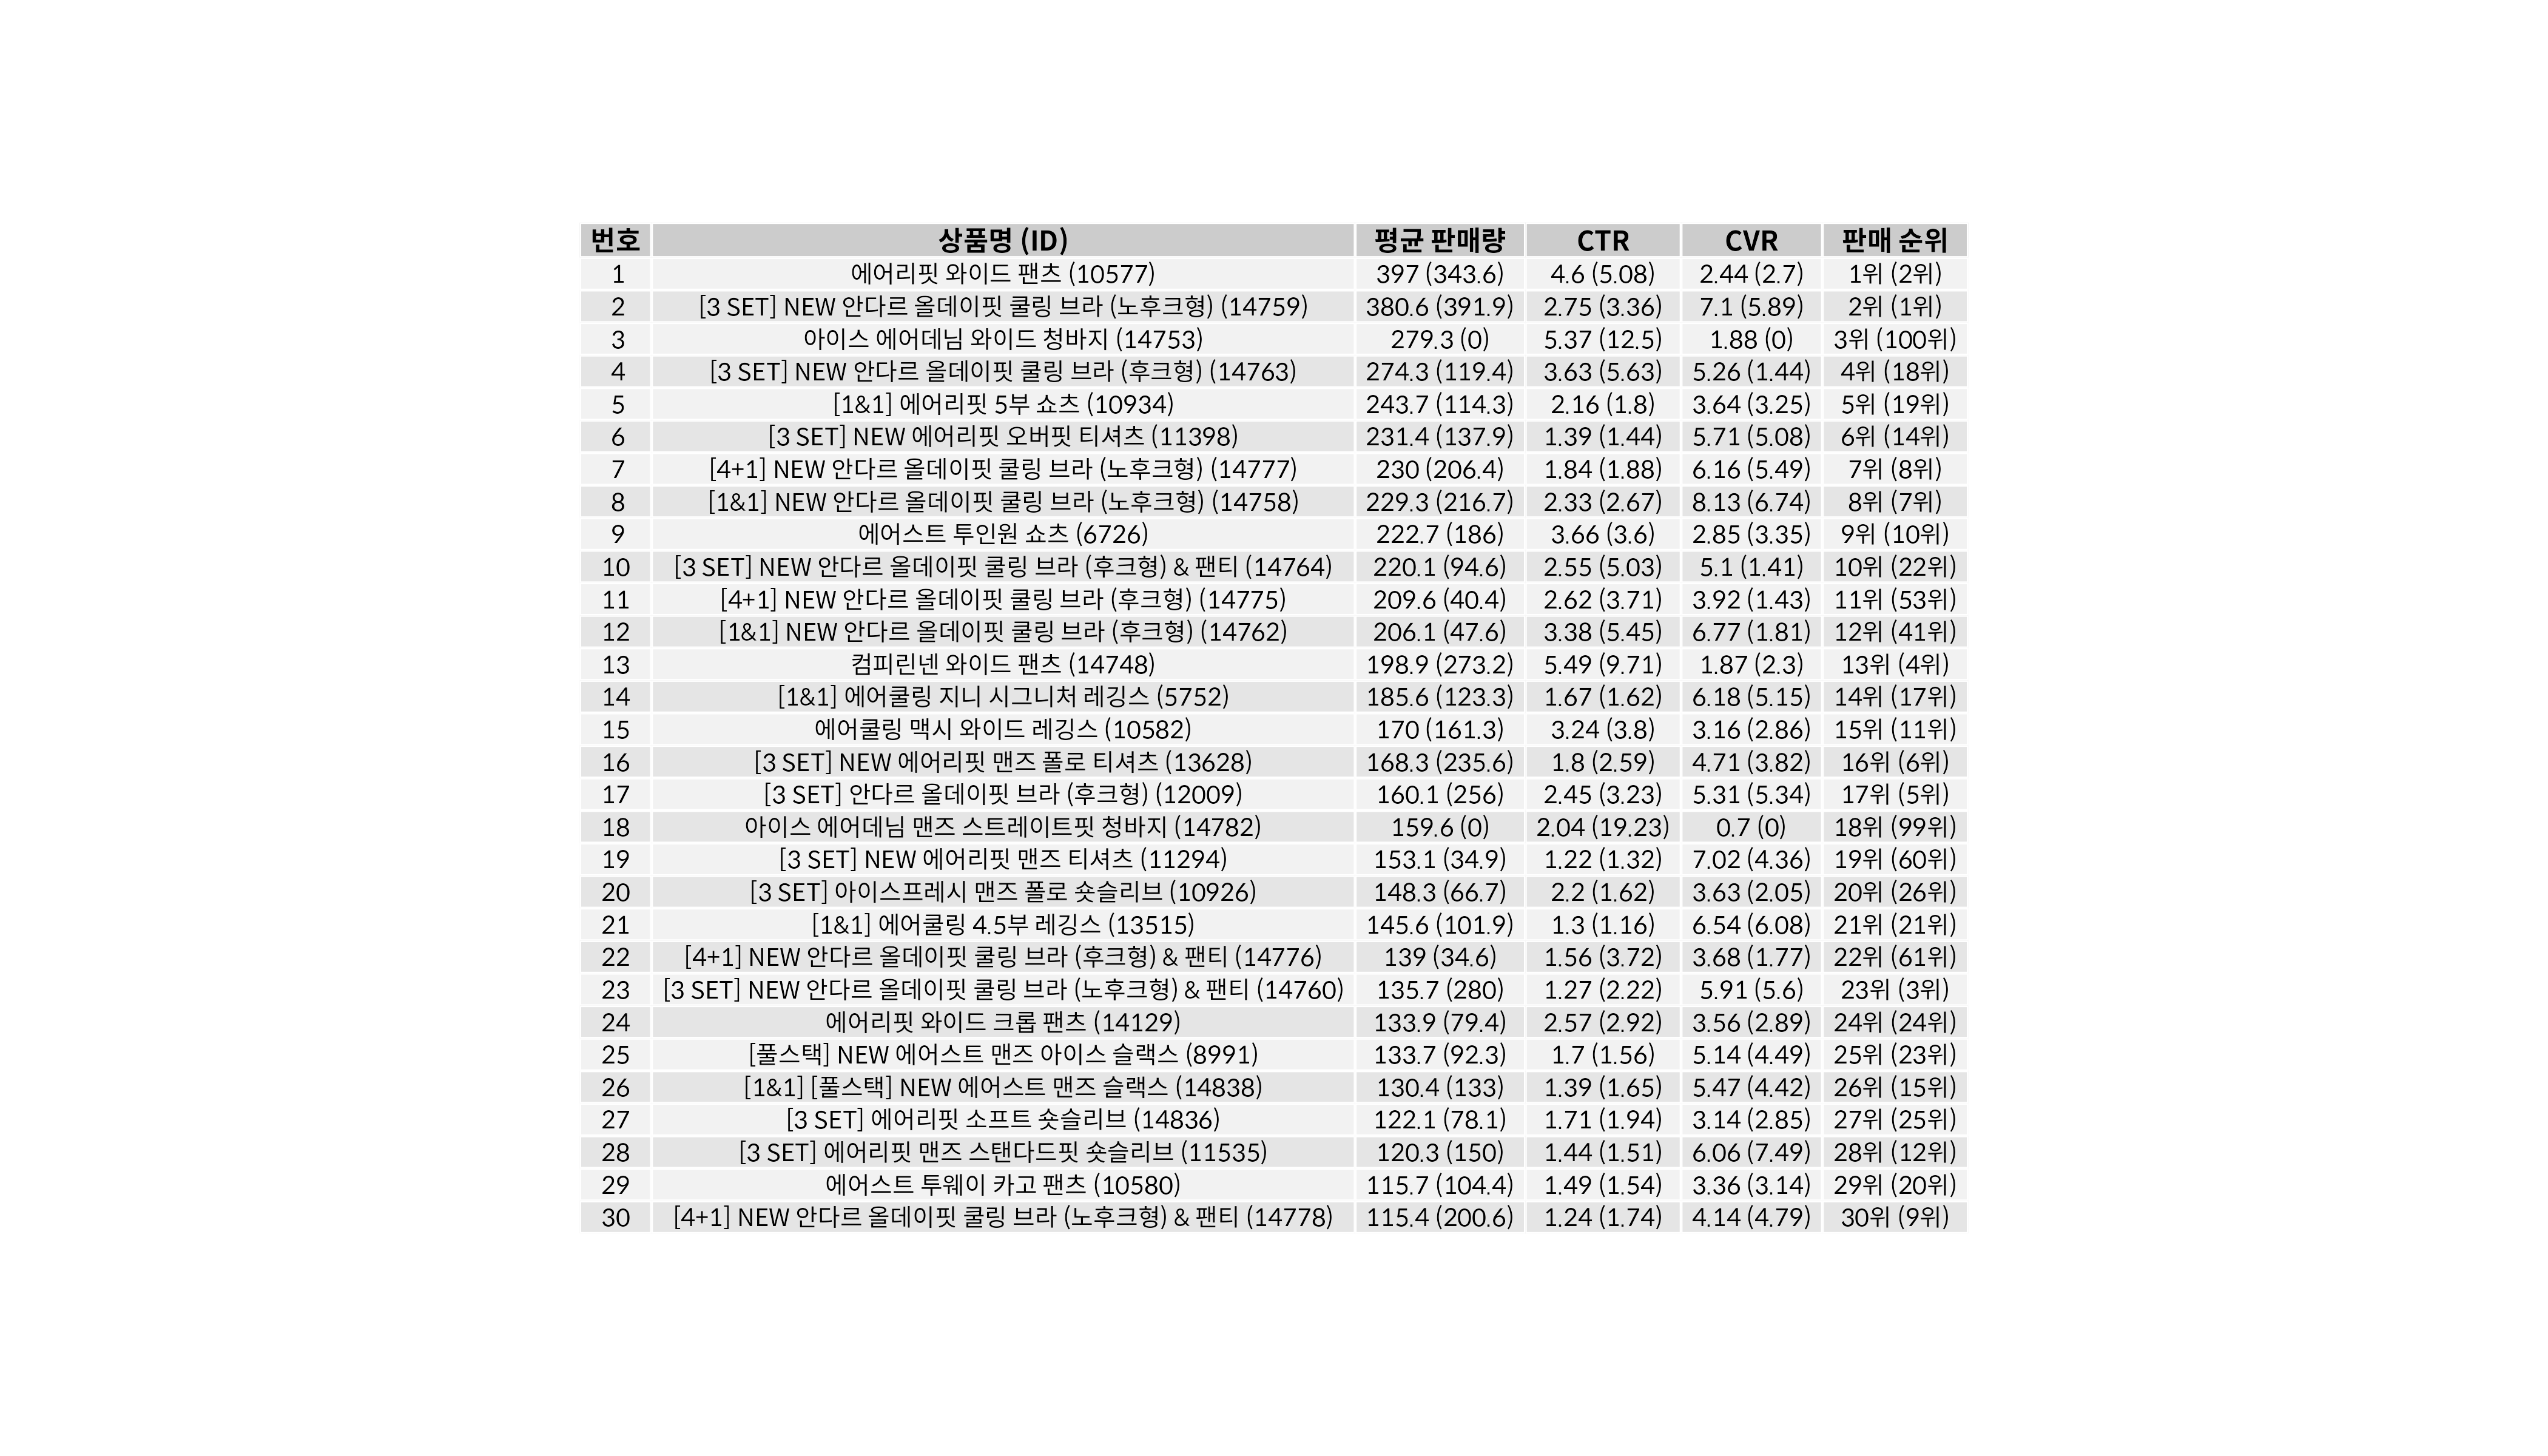 번호 상품명 (ID) 평균 판매량 CTR CVR 판매 순위
1 에어리핏 와이드 팬츠 (10577) 397 (343.6) 4.6 (5.08) 2.44 (2.7) 1위 (2위)
2 [3 SET] NEW 안다르 올데이핏 쿨링 브라 (노후크형) (14759) 380.6 (391.9) 2.75 (3.36) 7.1 (5.89) 2위 (1위)
3 아이스 에어데님 와이드 청바지 (14753) 279.3 (0) 5.37 (12.5) 1.88 (0) 3위 (100위)
4 [3 SET] NEW 안다르 올데이핏 쿨링 브라 (후크형) (14763) 274.3 (119.4) 3.63 (5.63) 5.26 (1.44) 4위 (18위)
5 [1&1] 에어리핏 5부 쇼츠 (10934) 243.7 (114.3) 2.16 (1.8) 3.64 (3.25) 5위 (19위)
6 [3 SET] NEW 에어리핏 오버핏 티셔츠 (11398) 231.4 (137.9) 1.39 (1.44) 5.71 (5.08) 6위 (14위)
7 [4+1] NEW 안다르 올데이핏 쿨링 브라 (노후크형) (14777) 230 (206.4) 1.84 (1.88) 6.16 (5.49) 7위 (8위)
8 [1&1] NEW 안다르 올데이핏 쿨링 브라 (노후크형) (14758) 229.3 (216.7) 2.33 (2.67) 8.13 (6.74) 8위 (7위)
9 에어스트 투인원 쇼츠 (6726) 222.7 (186) 3.66 (3.6) 2.85 (3.35) 9위 (10위)
10 [3 SET] NEW 안다르 올데이핏 쿨링 브라 (후크형) & 팬티 (14764) 220.1 (94.6) 2.55 (5.03) 5.1 (1.41) 10위 (22위)
11 [4+1] NEW 안다르 올데이핏 쿨링 브라 (후크형) (14775) 209.6 (40.4) 2.62 (3.71) 3.92 (1.43) 11위 (53위)
12 [1&1] NEW 안다르 올데이핏 쿨링 브라 (후크형) (14762) 206.1 (47.6) 3.38 (5.45) 6.77 (1.81) 12위 (41위)
13 컴피린넨 와이드 팬츠 (14748) 198.9 (273.2) 5.49 (9.71) 1.87 (2.3) 13위 (4위)
14 [1&1] 에어쿨링 지니 시그니처 레깅스 (5752) 185.6 (123.3) 1.67 (1.62) 6.18 (5.15) 14위 (17위)
15 에어쿨링 맥시 와이드 레깅스 (10582) 170 (161.3) 3.24 (3.8) 3.16 (2.86) 15위 (11위)
16 [3 SET] NEW 에어리핏 맨즈 폴로 티셔츠 (13628) 168.3 (235.6) 1.8 (2.59) 4.71 (3.82) 16위 (6위)
17 [3 SET] 안다르 올데이핏 브라 (후크형) (12009) 160.1 (256) 2.45 (3.23) 5.31 (5.34) 17위 (5위)
18 아이스 에어데님 맨즈 스트레이트핏 청바지 (14782) 159.6 (0) 2.04 (19.23) 0.7 (0) 18위 (99위)
19 [3 SET] NEW 에어리핏 맨즈 티셔츠 (11294) 153.1 (34.9) 1.22 (1.32) 7.02 (4.36) 19위 (60위)
20 [3 SET] 아이스프레시 맨즈 폴로 숏슬리브 (10926) 148.3 (66.7) 2.2 (1.62) 3.63 (2.05) 20위 (26위)
21 [1&1] 에어쿨링 4.5부 레깅스 (13515) 145.6 (101.9) 1.3 (1.16) 6.54 (6.08) 21위 (21위)
22 [4+1] NEW 안다르 올데이핏 쿨링 브라 (후크형) & 팬티 (14776) 139 (34.6) 1.56 (3.72) 3.68 (1.77) 22위 (61위)
23 [3 SET] NEW 안다르 올데이핏 쿨링 브라 (노후크형) & 팬티 (14760) 135.7 (280) 1.27 (2.22) 5.91 (5.6) 23위 (3위)
24 에어리핏 와이드 크롭 팬츠 (14129) 133.9 (79.4) 2.57 (2.92) 3.56 (2.89) 24위 (24위)
25 [풀스택] NEW 에어스트 맨즈 아이스 슬랙스 (8991) 133.7 (92.3) 1.7 (1.56) 5.14 (4.49) 25위 (23위)
26 [1&1] [풀스택] NEW 에어스트 맨즈 슬랙스 (14838) 130.4 (133) 1.39 (1.65) 5.47 (4.42) 26위 (15위)
27 [3 SET] 에어리핏 소프트 숏슬리브 (14836) 122.1 (78.1) 1.71 (1.94) 3.14 (2.85) 27위 (25위)
28 [3 SET] 에어리핏 맨즈 스탠다드핏 숏슬리브 (11535) 120.3 (150) 1.44 (1.51) 6.06 (7.49) 28위 (12위)
29 에어스트 투웨이 카고 팬츠 (10580) 115.7 (104.4) 1.49 (1.54) 3.36 (3.14) 29위 (20위)
30 [4+1] NEW 안다르 올데이핏 쿨링 브라 (노후크형) & 팬티 (14778) 115.4 (200.6) 1.24 (1.74) 4.14 (4.79) 30위 (9위)